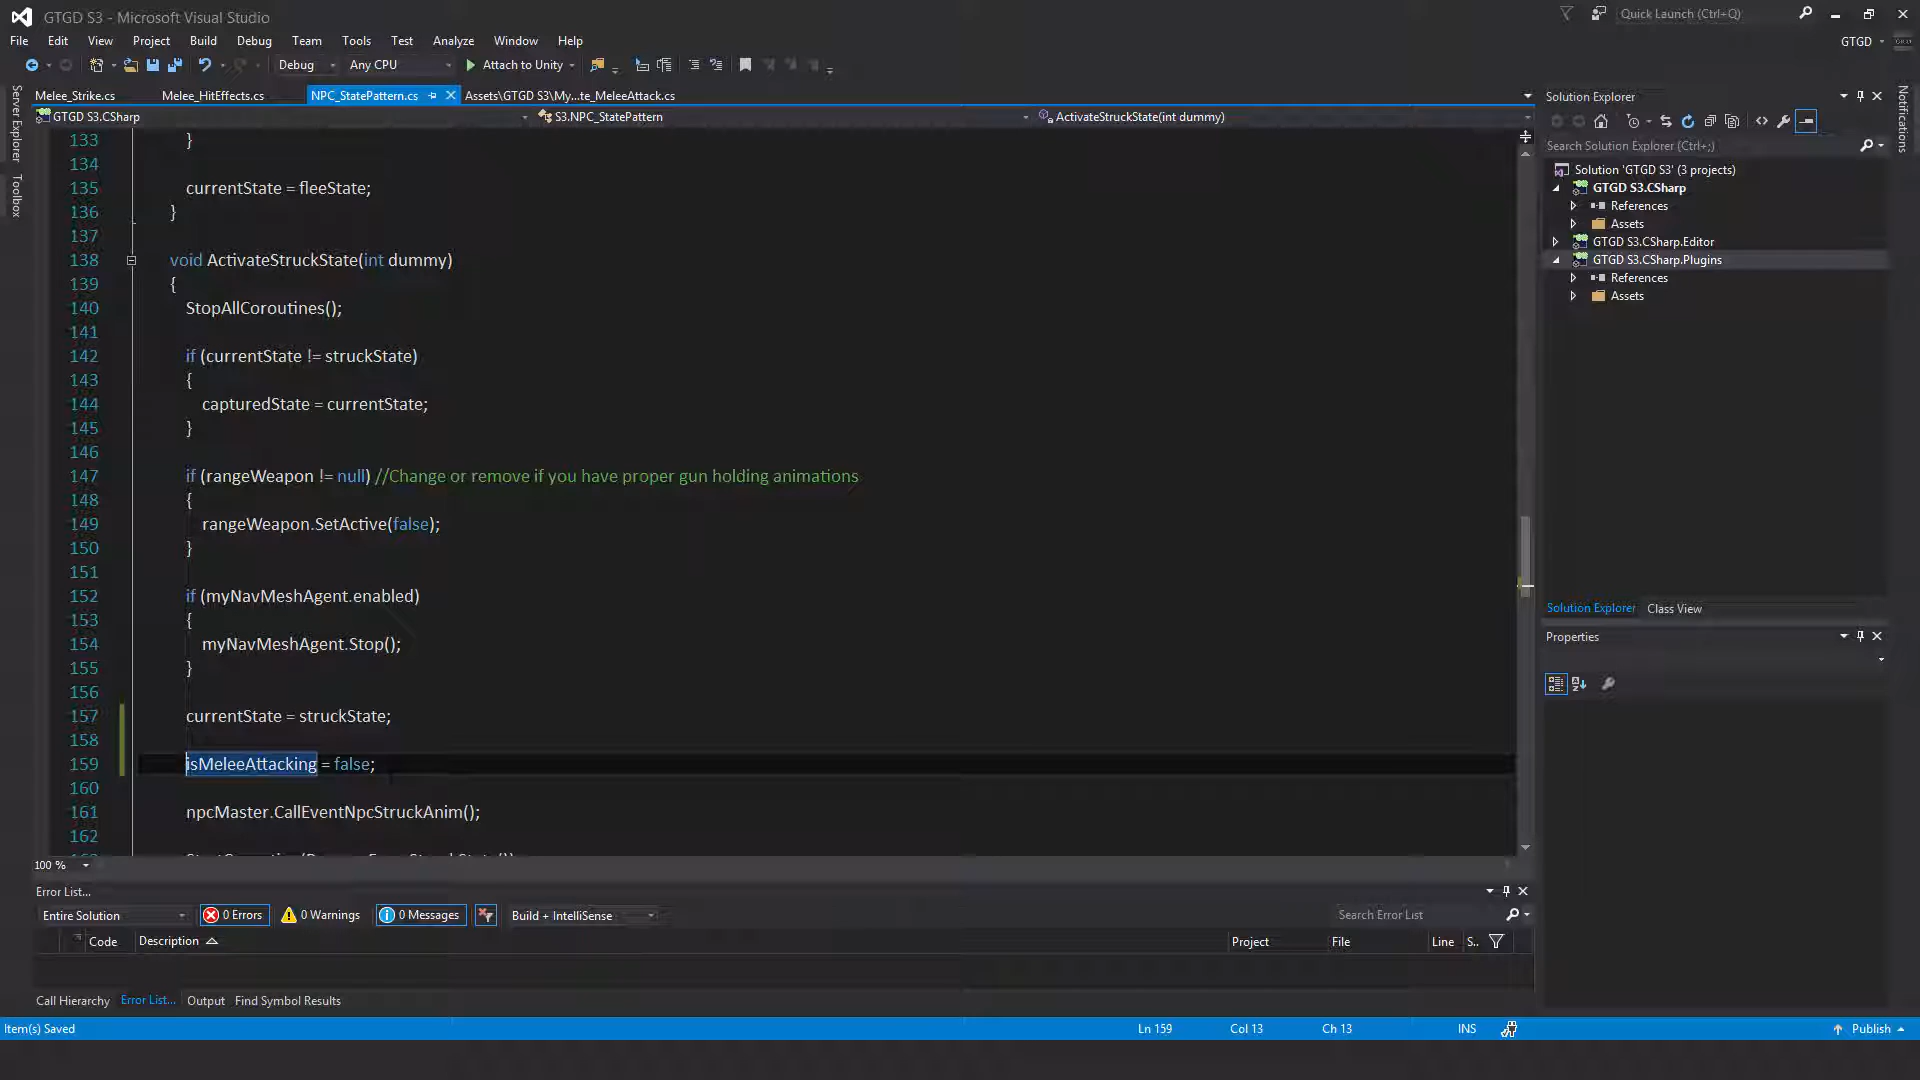 GTGD S3 - Microsoft Visual Studio
Quick Launch (Ctrl+Q)
File Edit View Project Build Debug Team Tools Test Analyze Window Help
GTGD
Debug Any CPU Attach to Unity
Server Explorer
Toolbox
Notifications
Melee_Strike.cs Melee_HitEffects.cs NPC_StatePattern.cs Assets\GTGD S3\My...te_MeleeAttack.cs
GTGD S3.CSharp S3.NPC_StatePattern ActivateStruckState(int dummy)
133 }
134
135 currentState = fleeState;
136 }
137
138 void ActivateStruckState(int dummy)
139 {
140 StopAllCoroutines();
141
142 if (currentState != struckState)
143 {
144 capturedState = currentState;
145 }
146
147 if (rangeWeapon != null) //Change or remove if you have proper gun holding animations
148 {
149 rangeWeapon.SetActive(false);
150 }
151
152 if (myNavMeshAgent.enabled)
153 {
154 myNavMeshAgent.Stop();
155 }
156
157 currentState = struckState;
158
159 isMeleeAttacking = false;
160
161 npcMaster.CallEventNpcStruckAnim();
162
100 %
Solution Explorer
Search Solution Explorer (Ctrl+;)
Solution 'GTGD S3' (3 projects)
GTGD S3.CSharp
References
Assets
GTGD S3.CSharp.Editor
GTGD S3.CSharp.Plugins
References
Assets
Solution Explorer Class View
Properties
Error List...
Entire Solution 0 Errors 0 Warnings 0 Messages Build + IntelliSense Search Error List
Code Description Project File Line S..
Call Hierarchy Error List... Output Find Symbol Results
Item(s) Saved Ln 159 Col 13 Ch 13 INS Publish